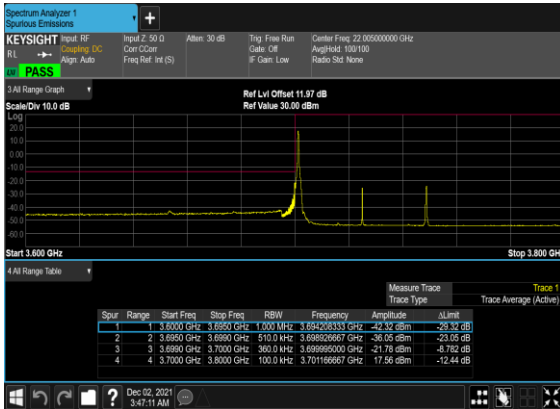 Spectrum Analyzer 1
Spurious Emissions
+
KEYSIGHT Input: RF Input Z: 50 Ω Atten: 30 dB Trig: Free Run Center Freq: 22.005000000 GHz
RL Coupling: DC Corr CCorr Gate: Off Avg|Hold: 100/100
Align: Auto Freq Ref: Int (S) IF Gain: Low Radio Std: None
PASS
3 All Range Graph
Ref Lvl Offset 11.97 dB
Scale/Div 10.0 dB Ref Value 30.00 dBm
Log
20.0
10.0
0.00
-10.0
-20.0
-30.0
-40.0
-50.0
-60.0
Start 3.600 GHz Stop 3.800 GH
4 All Range Table
Measure Trace Trace 1
Trace Type Trace Average (Active)
Spur Range Start Freq Stop Freq RBW Frequency Amplitude ΔLimit
1 1 3.6000 GHz 3.6950 GHz 1.000 MHz 3.694208333 GHz -42.32 dBm -29.32 dB
2 2 3.6950 GHz 3.6990 GHz 510.0 kHz 3.698926667 GHz -36.05 dBm -23.05 dB
3 3 3.6990 GHz 3.7000 GHz 360.0 kHz 3.699995000 GHz -21.78 dBm -8.782 dB
4 4 3.7000 GHz 3.8000 GHz 100.0 kHz 3.701166667 GHz 17.56 dBm -12.44 dB
? Dec 02, 2021
3:47:11 AM